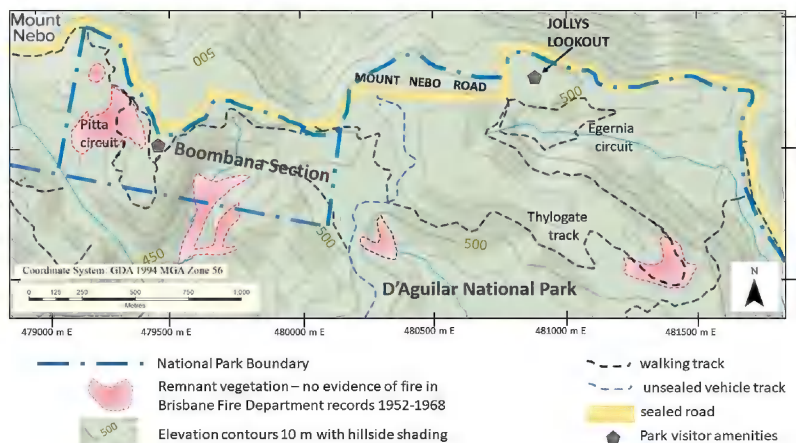 Mount
Nebo
JOLLYS
LOOKOUT
500
MOUNT NEBO ROAD
500
Pitta
circuit
Egernia
circuit
Boombana Section
Thylogate
track
500
500
450
Coordinate System: GDA 1994 MGA Zone 56
0 125 250 500 750 1,000
Metres
D'Aguilar National Park
N
479000 m E 479500 m E 480000 m E 480500 m E 481000 m E 481500 m E
National Park Boundary
Remnant vegetation – no evidence of fire in
Brisbane Fire Department records 1952-1968
500
Elevation contours 10 m with hillside shading
walking track
unsealed vehicle track
sealed road
Park visitor amenities